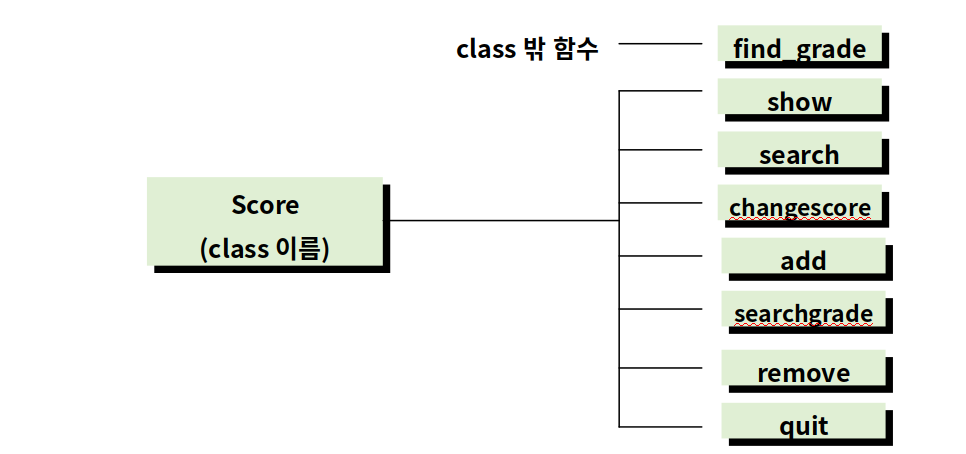 class 밖 함수
find_grade
show
search
Score
(class 이름)
changescore
add
searchgrade
remove
quit